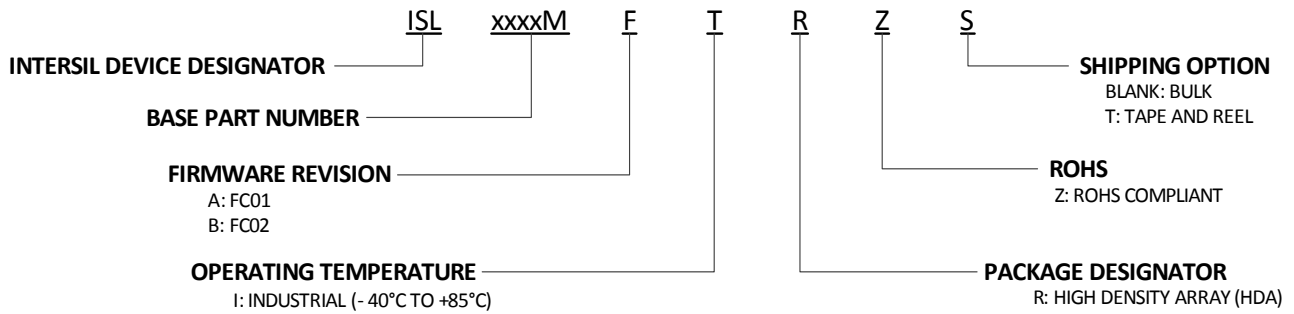 ISL xxxxM F T R Z S
INTERSIL DEVICE DESIGNATOR
SHIPPING OPTION
BLANK: BULK
T: TAPE AND REEL
BASE PART NUMBER
FIRMWARE REVISION
A: FC01
B: FC02
ROHS
Z: ROHS COMPLIANT
OPERATING TEMPERATURE
I: INDUSTRIAL (- 40°C TO +85°C)
PACKAGE DESIGNATOR
R: HIGH DENSITY ARRAY (HDA)